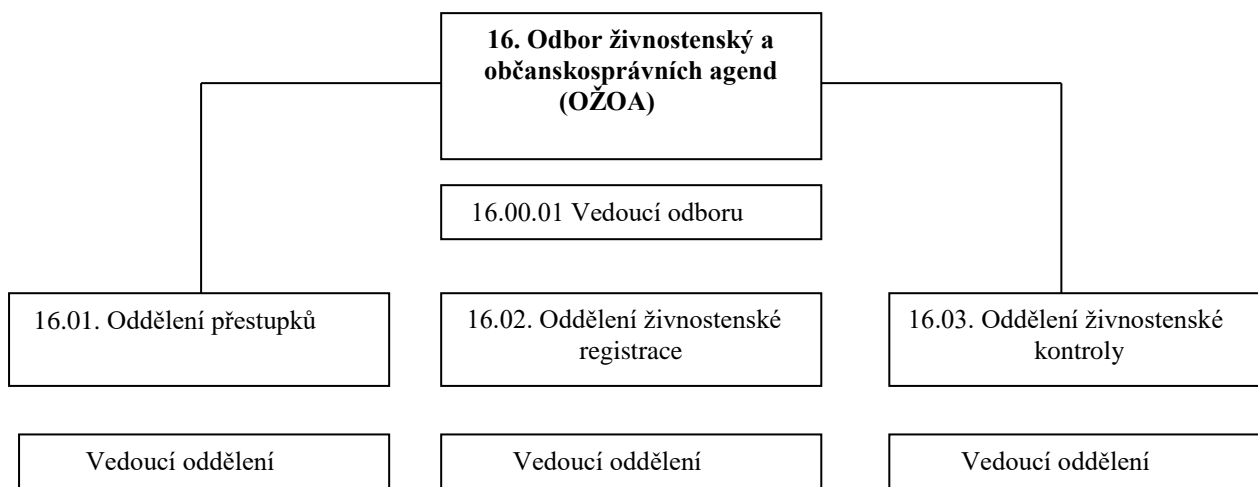 16. Odbor živnostenský a
občanskosprávních agend
(OŽOA)
16.00.01 Vedoucí odboru
16.01. Oddělení přestupků
16.02. Oddělení živnostenské
registrace
16.03. Oddělení živnostenské
kontroly
Vedoucí oddělení
Vedoucí oddělení
Vedoucí oddělení